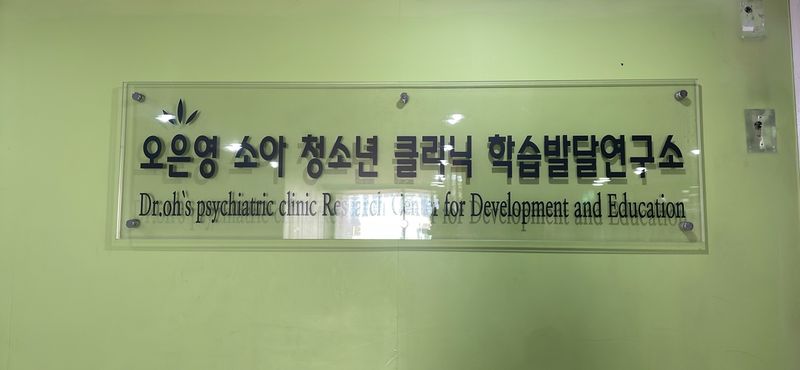 오은영 소아 청소년 클리닉 학습발달연구소
Dr,oh's psychiatric clinic Research Center for Development and Education